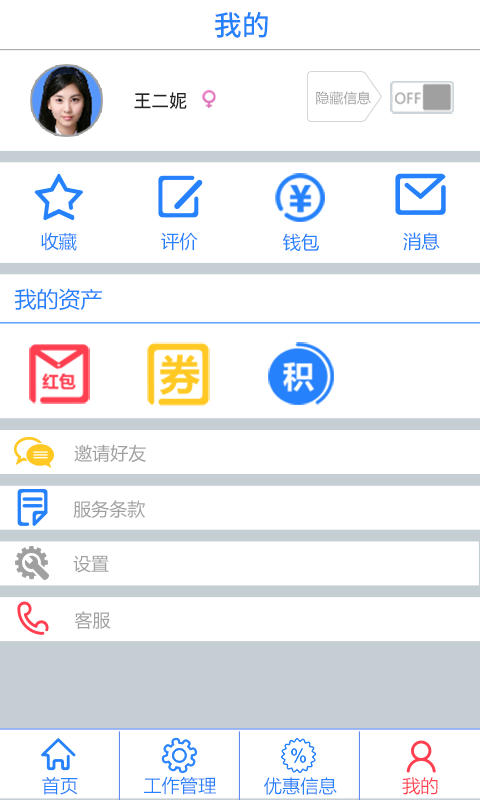 我的
王二妮
隐藏信息
OFF
收藏 评价 钱包 消息
我的资产
红包 券 积
邀请好友
服务条款
设置
客服
首页 工作管理 优惠信息 我的